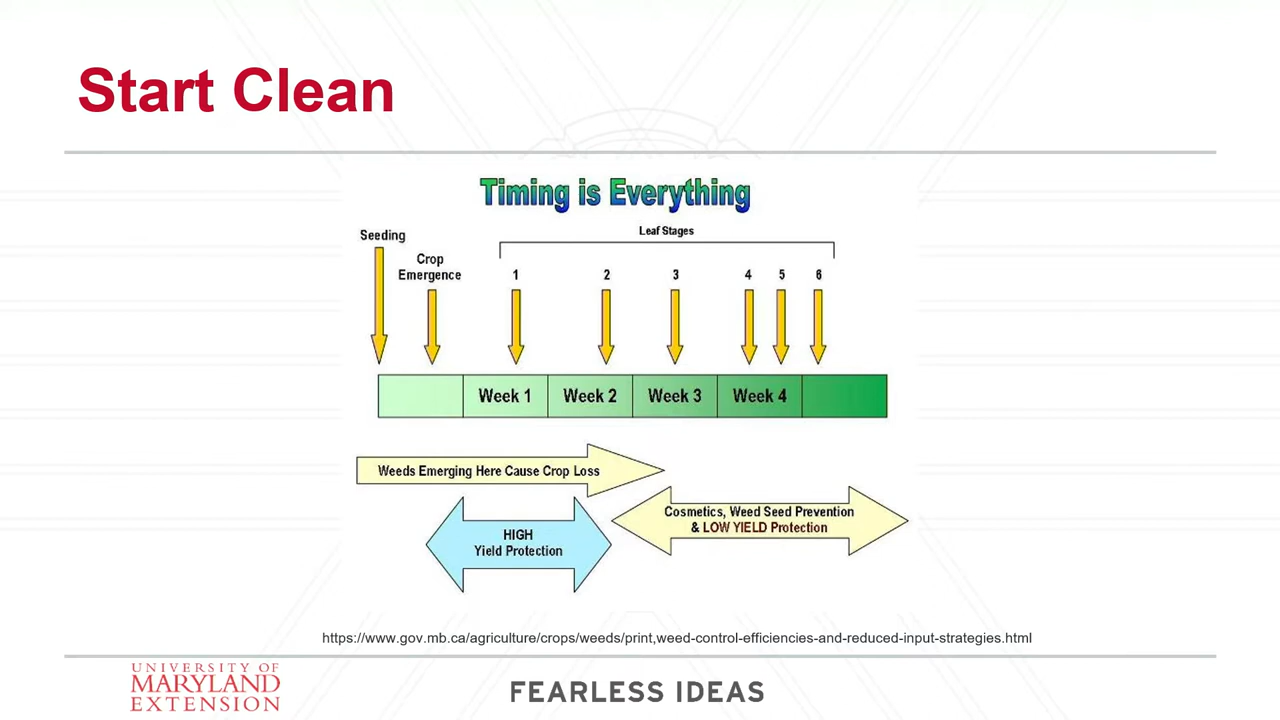 Start Clean
Timing is Everything
Leaf Stages
Seeding
Crop
Emergence
1
2
3
4
5
6
Week 1
Week 2
Week 3
Week 4
Weeds Emerging Here Cause Crop Loss
Cosmetics, Weed Seed Prevention
& LOW YIELD Protection
HIGH
Yield Protection
https://www.gov.mb.ca/agriculture/crops/weeds/print,weed-control-efficiencies-and-reduced-input-strategies.html
UNIVERSITY OF
MARYLAND
EXTENSION
FEARLESS IDEAS